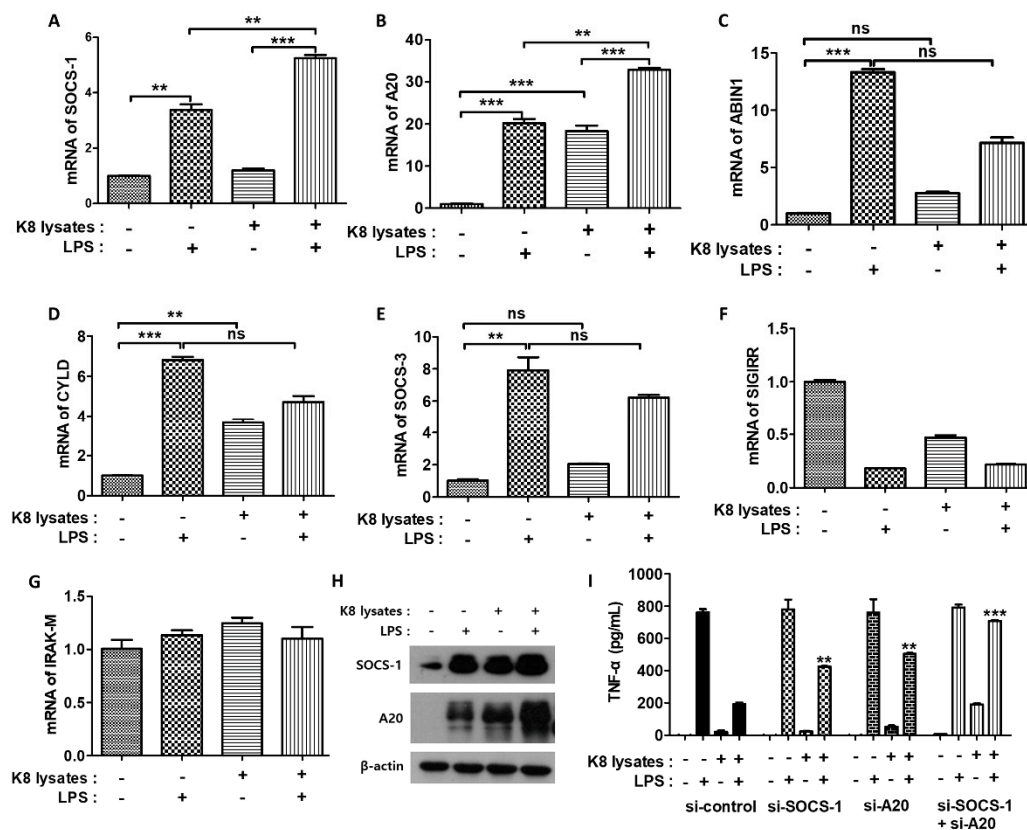 A
mRNA of SOCS-1
6
4
2
0
**
**
***
K8 lysates : - - + +
LPS : - + - +
B
mRNA of A20
40
30
20
10
0
**
***
***
***
K8 lysates : - - + +
LPS : - + - +
C
mRNA of ABIN1
15
10
5
0
ns
*** ns
K8 lysates : - - + +
LPS : - + - +
D
mRNA of CYLD
8
6
4
2
0
**
*** ns
K8 lysates : - - + +
LPS : - + - +
E
mRNA of SOCS-3
10
8
6
4
2
0
ns
** ns
K8 lysates : - - + +
LPS : - + - +
F
mRNA of SIGIRR
1.5
1.0
0.5
0.0
K8 lysates : - - + +
LPS : - + - +
G
mRNA of IRAK-M
1.5
1.0
0.5
0.0
K8 lysates : - - + +
LPS : - + - +
H
K8 lysates : - - + +
LPS : - + - +
SOCS-1
A20
β-actin
I
TNF-α (pg/mL)
1000
800
600
400
200
0
** ** ***
K8 lysates : - - + + - - + + - - + + - - + +
LPS : - + - + - + - + - + - + - + - +
si-control si-SOCS-1 si-A20 si-SOCS-1
+ si-A20